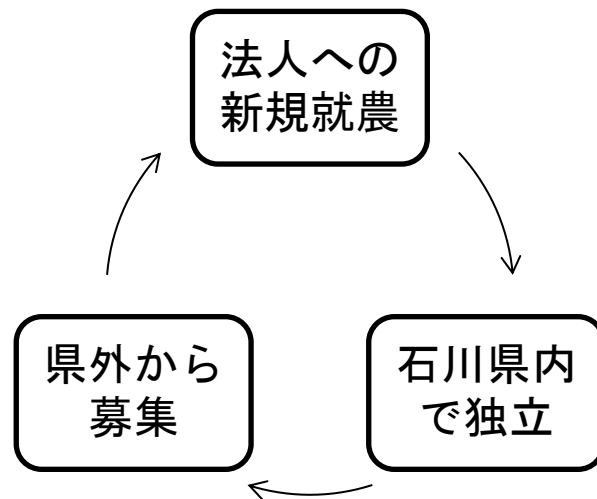 法人への
新規就農
県外から
募集
石川県内
で独立